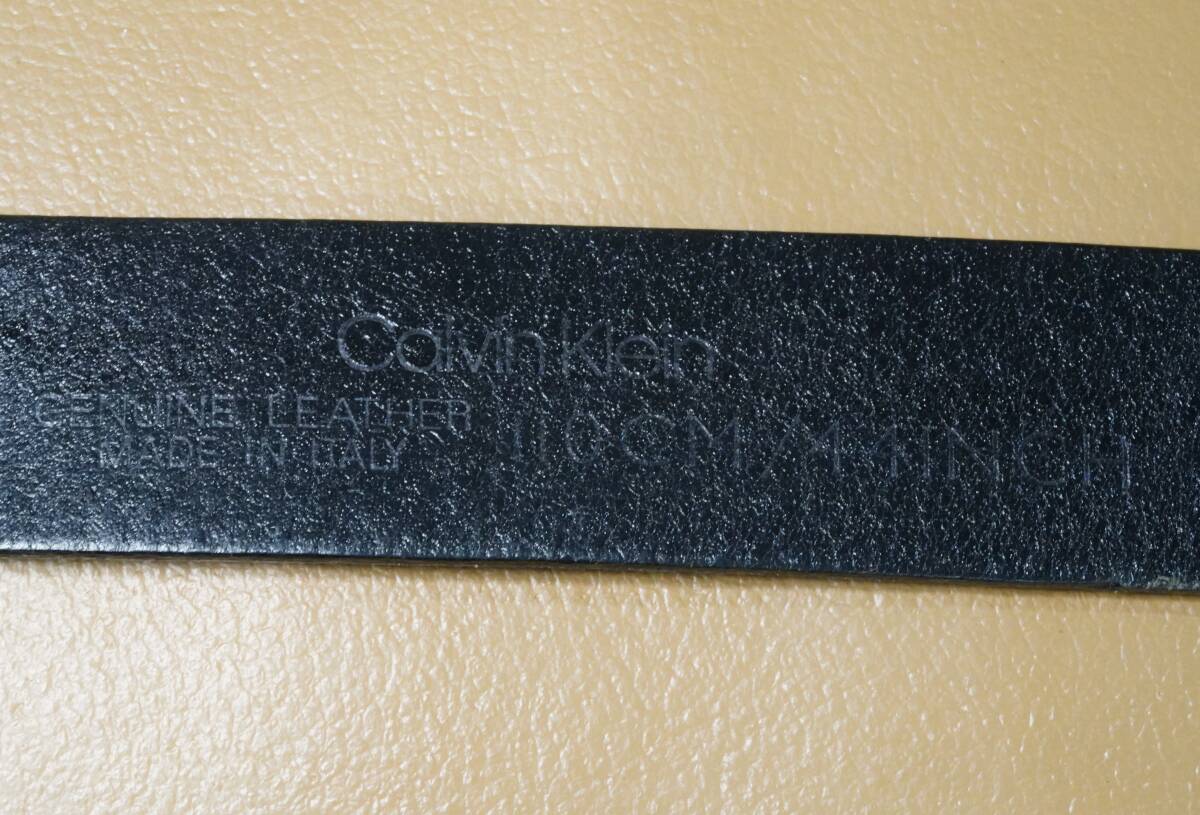 Calvin Klein
GENUINE LEATHER
MADE IN ITALY
110CM/44INCH